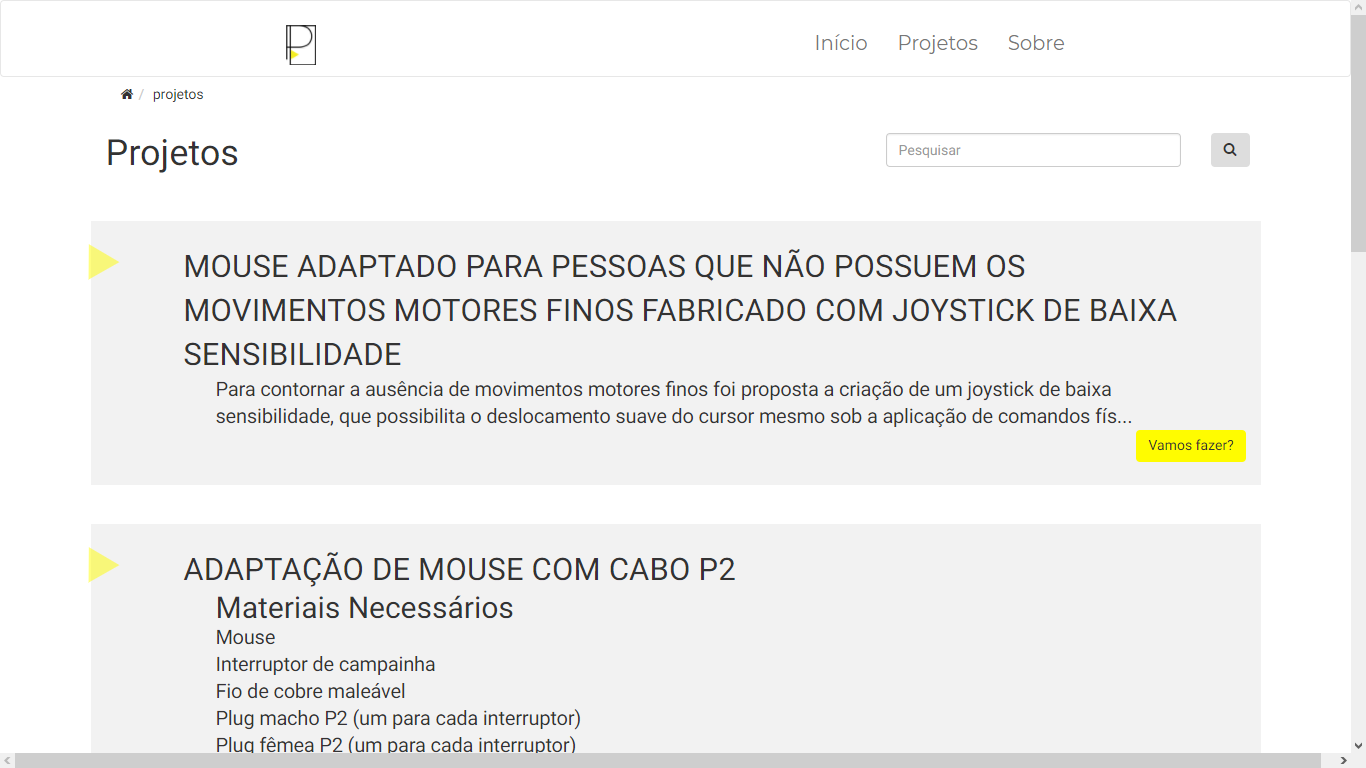 P
Início Projetos Sobre
/ projetos
Projetos
Pesquisar
MOUSE ADAPTADO PARA PESSOAS QUE NÃO POSSUEM OS
MOVIMENTOS MOTORES FINOS FABRICADO COM JOYSTICK DE BAIXA
SENSIBILIDADE
Para contornar a ausência de movimentos motores finos foi proposta a criação de um joystick de baixa
sensibilidade, que possibilita o deslocamento suave do cursor mesmo sob a aplicação de comandos fís...
Vamos fazer?
ADAPTAÇÃO DE MOUSE COM CABO P2
Materiais Necessários
Mouse
Interruptor de campainha
Fio de cobre maleável
Plug macho P2 (um para cada interruptor)
Plug fêmea P2 (um para cada interruptor)